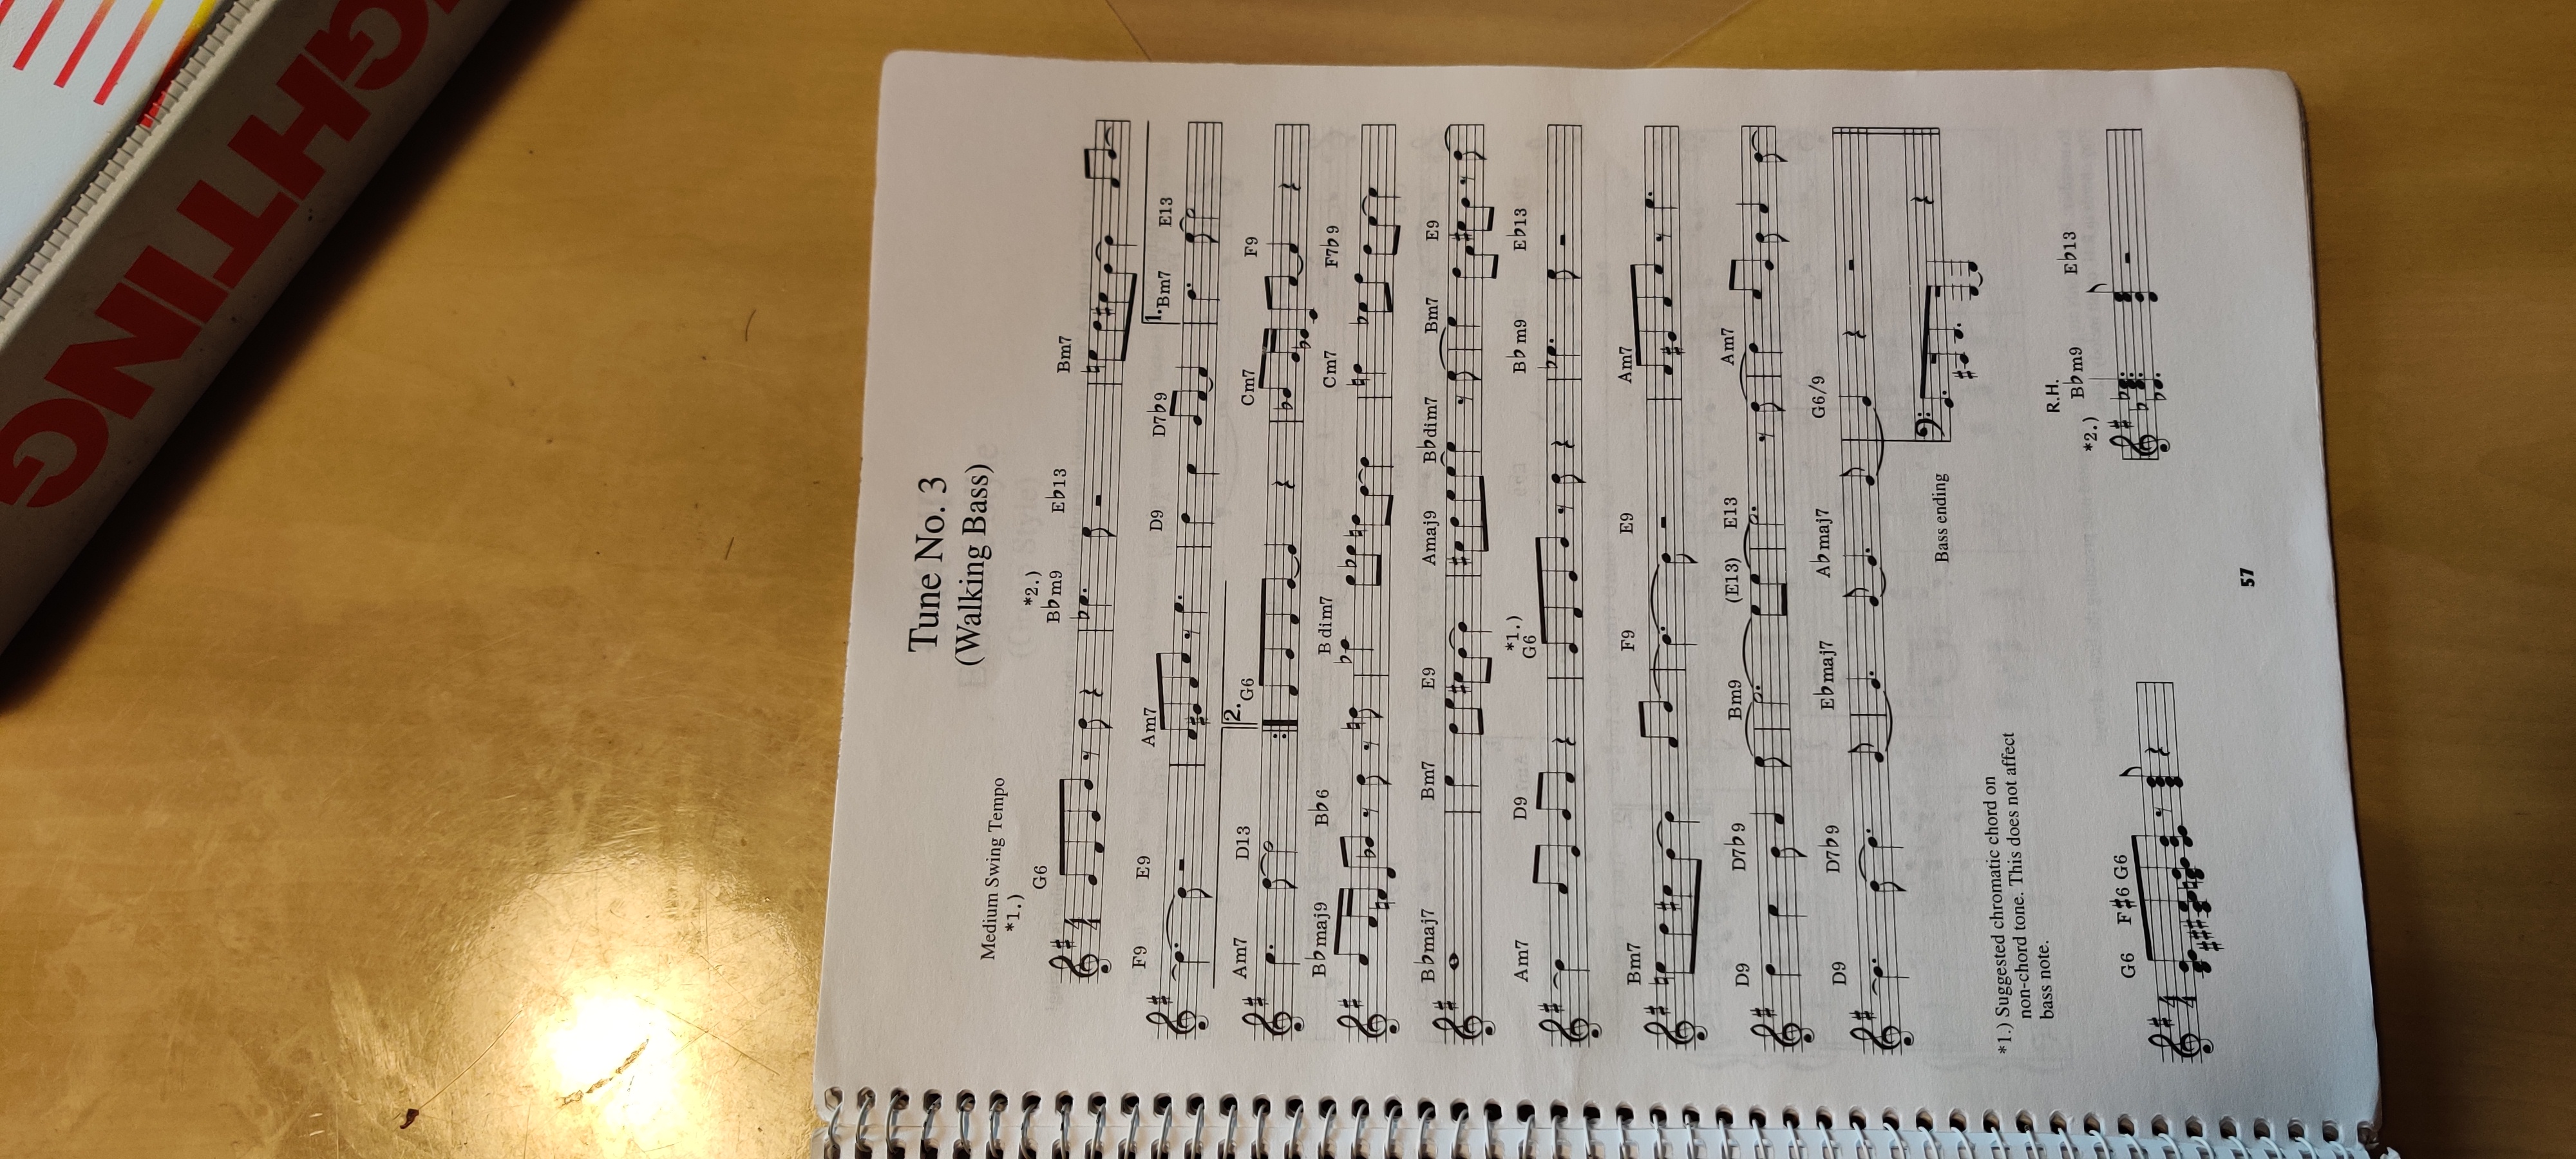 GHTING
Tune No. 3
(Walking Bass)
Medium Swing Tempo
*1.) *2.)
G6 B♭m9 E♭13 Bm7
F9 E9 Am7 D9 D7♭9 1. Bm7 E13
Am7 D13 2. G6 Cm7 F9
B♭maj9 B♭6 B dim7 Cm7 F7♭9
B♭maj7 Bm7 E9 Amaj9 B♭dim7 Bm7 E9
*1.)
Am7 D9 G6 B♭m9 E♭13
Bm7 F9 E9 Am7
D9 D7♭9 Bm9 (E13) E13 Am7
D9 D7♭9 E♭maj7 A♭maj7 G6/9
Bass ending
*1.) Suggested chromatic chord on
non-chord tone. This does not affect
bass note.
R.H.
*2.) B♭m9 E♭13
G6 F♯6 G6
57